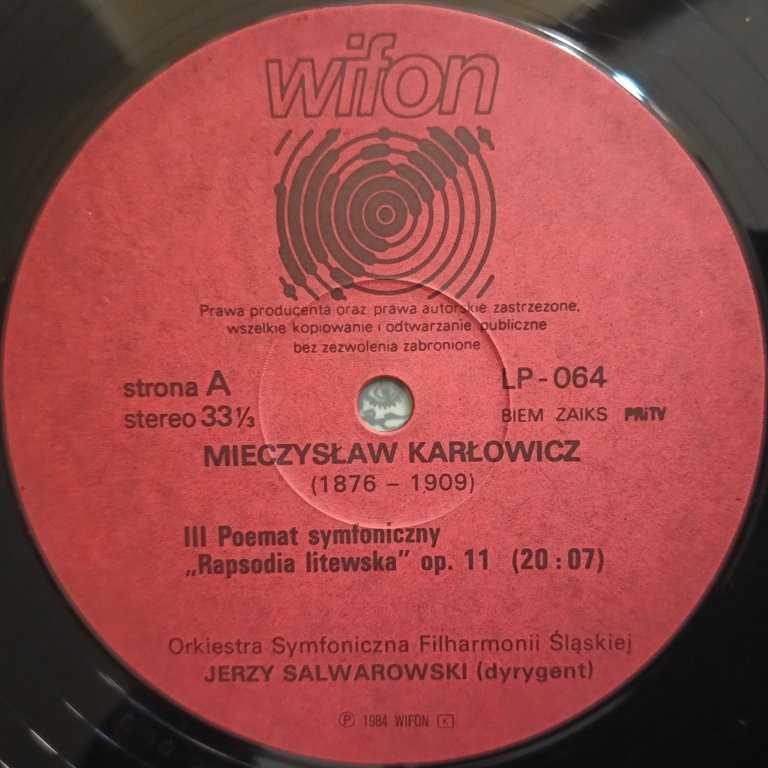 wifon
Prawa producenta oraz prawa autorskie zastrzeżone,
wszelkie kopiowanie i odtwarzanie publiczne
bez zezwolenia zabronione
strona A
LP-064
stereo 33 ⅓
BIEM ZAIKS PRiTV
MIECZYSŁAW KARŁOWICZ
(1876 – 1909)
III Poemat symfoniczny
„Rapsodia litewska” op. 11 (20 : 07)
Orkiestra Symfoniczna Filharmonii Śląskiej
JERZY SALWAROWSKI (dyrygent)
℗ 1984 WIFON K